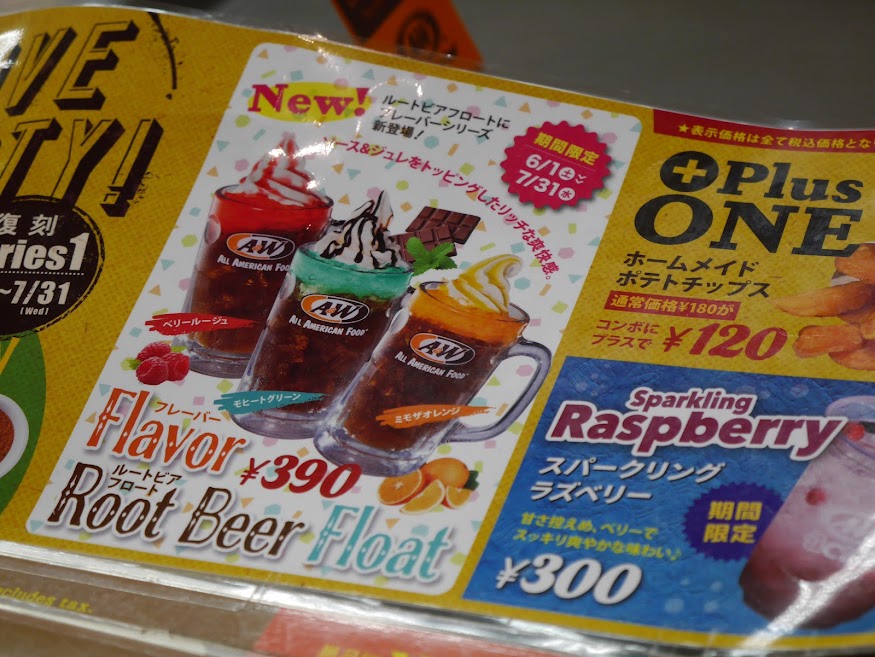 TY!
復刻
ries1
~7/31
(Wed)
New!
ルートビアフロートに
フレーバーシリーズ
新登場！
ース&ジュレをトッピングしたリッチな爽快感。
期間限定
6/1(土)~
7/31(水)
A&W
ALL AMERICAN FOOD
A&W
ALL AMERICAN FOOD
A&W
ALL AMERICAN FOOD
ベリールージュ
モヒートグリーン
ミモザオレンジ
フレーバー
Flavor
¥390
ルートビア
フロート
Root Beer Float
★表示価格は全て税込価格とな
Plus
ONE
ホームメイド
ポテトチップス
通常価格¥180が
コンボに
プラスで ¥120
Sparkling
Raspberry
スパークリング
ラズベリー
期間
限定
甘さ控えめ、ベリーで
スッキリ爽やかな味わい♪
¥300
cludes tax.